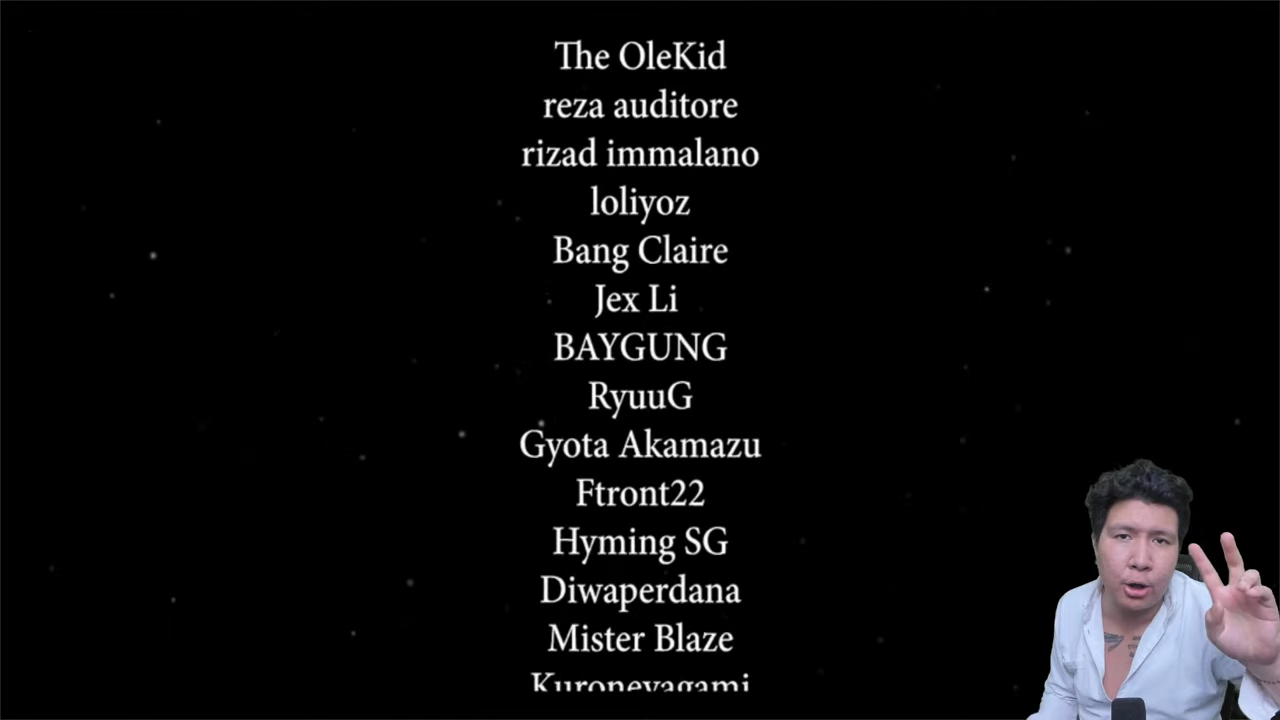 The OleKid
reza auditore
rizad immalano
loliyoz
Bang Claire
Jex Li
BAYGUNG
RyuuG
Gyota Akamazu
Ftront22
Hyming SG
Diwaperdana
Mister Blaze
Kuroneyagami